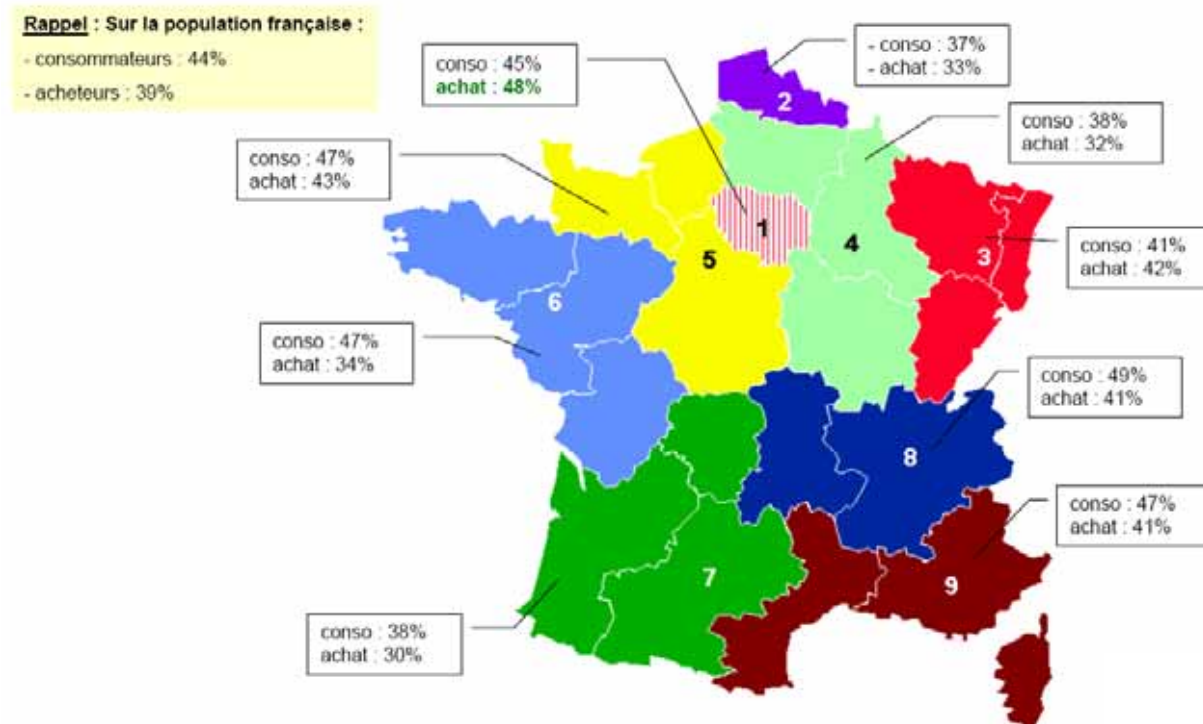 Rappel : Sur la population française :
- consommateurs : 44%
- acheteurs : 39%
conso : 45%
achat : 48%
- conso : 37%
- achat : 33%
conso : 38%
achat : 32%
conso : 47%
achat : 43%
conso : 41%
achat : 42%
conso : 47%
achat : 34%
conso : 49%
achat : 41%
conso : 47%
achat : 41%
conso : 38%
achat : 30%
2
1
4
3
5
6
8
7
9